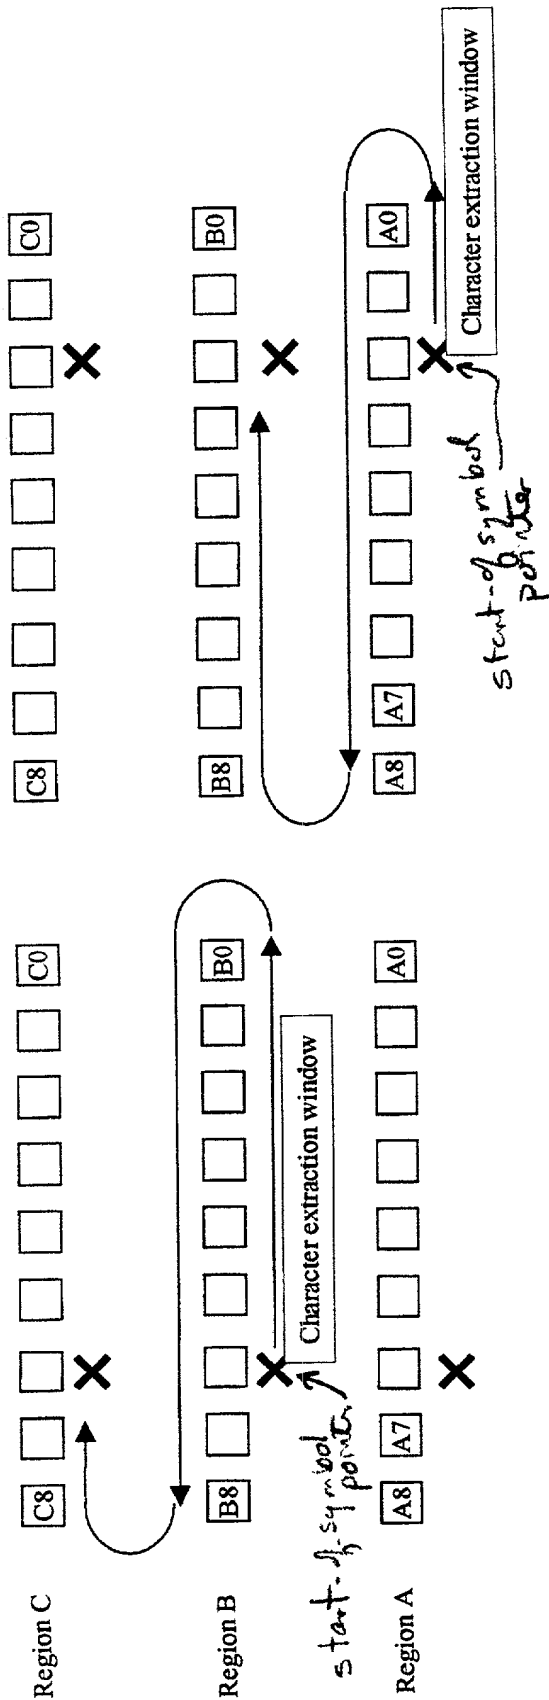 Region C C8 C0 C8 C0
Region B B8 B0 B8 B0
Character extraction window
start-of-symbol
pointer
Region A A8 A7 A0 A8 A7 A0
Character extraction window
start-of symbol
pointer